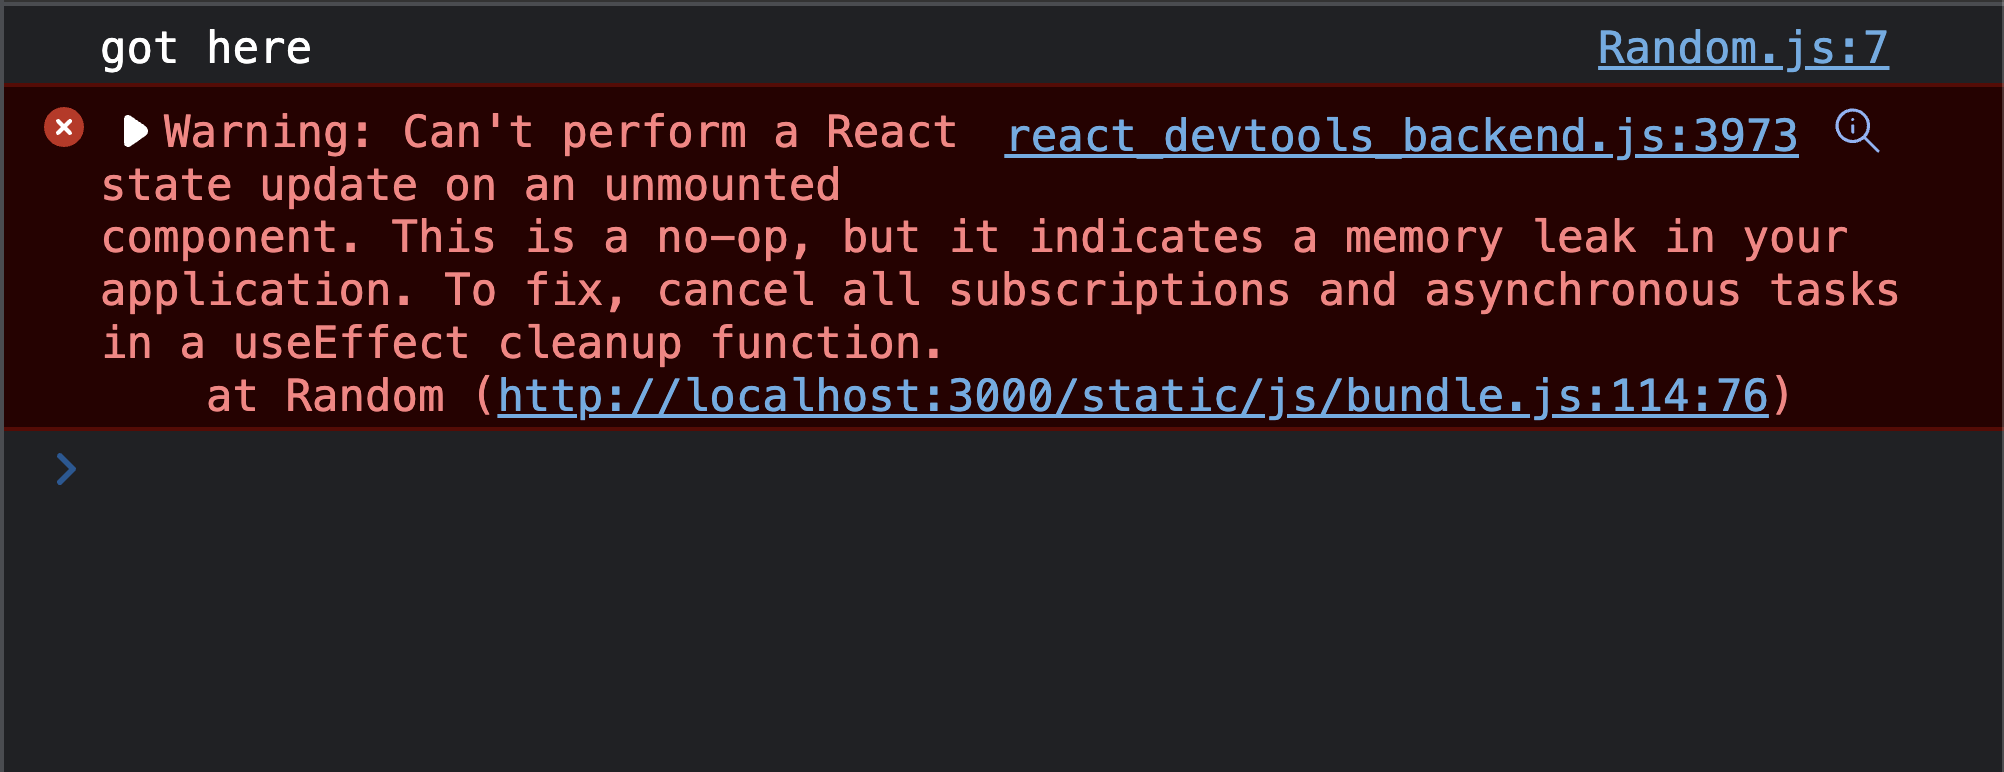 got here Random.js:7
Warning: Can't perform a React react_devtools_backend.js:3973
state update on an unmounted
component. This is a no-op, but it indicates a memory leak in your
application. To fix, cancel all subscriptions and asynchronous tasks
in a useEffect cleanup function.
at Random (http://localhost:3000/static/js/bundle.js:114:76)